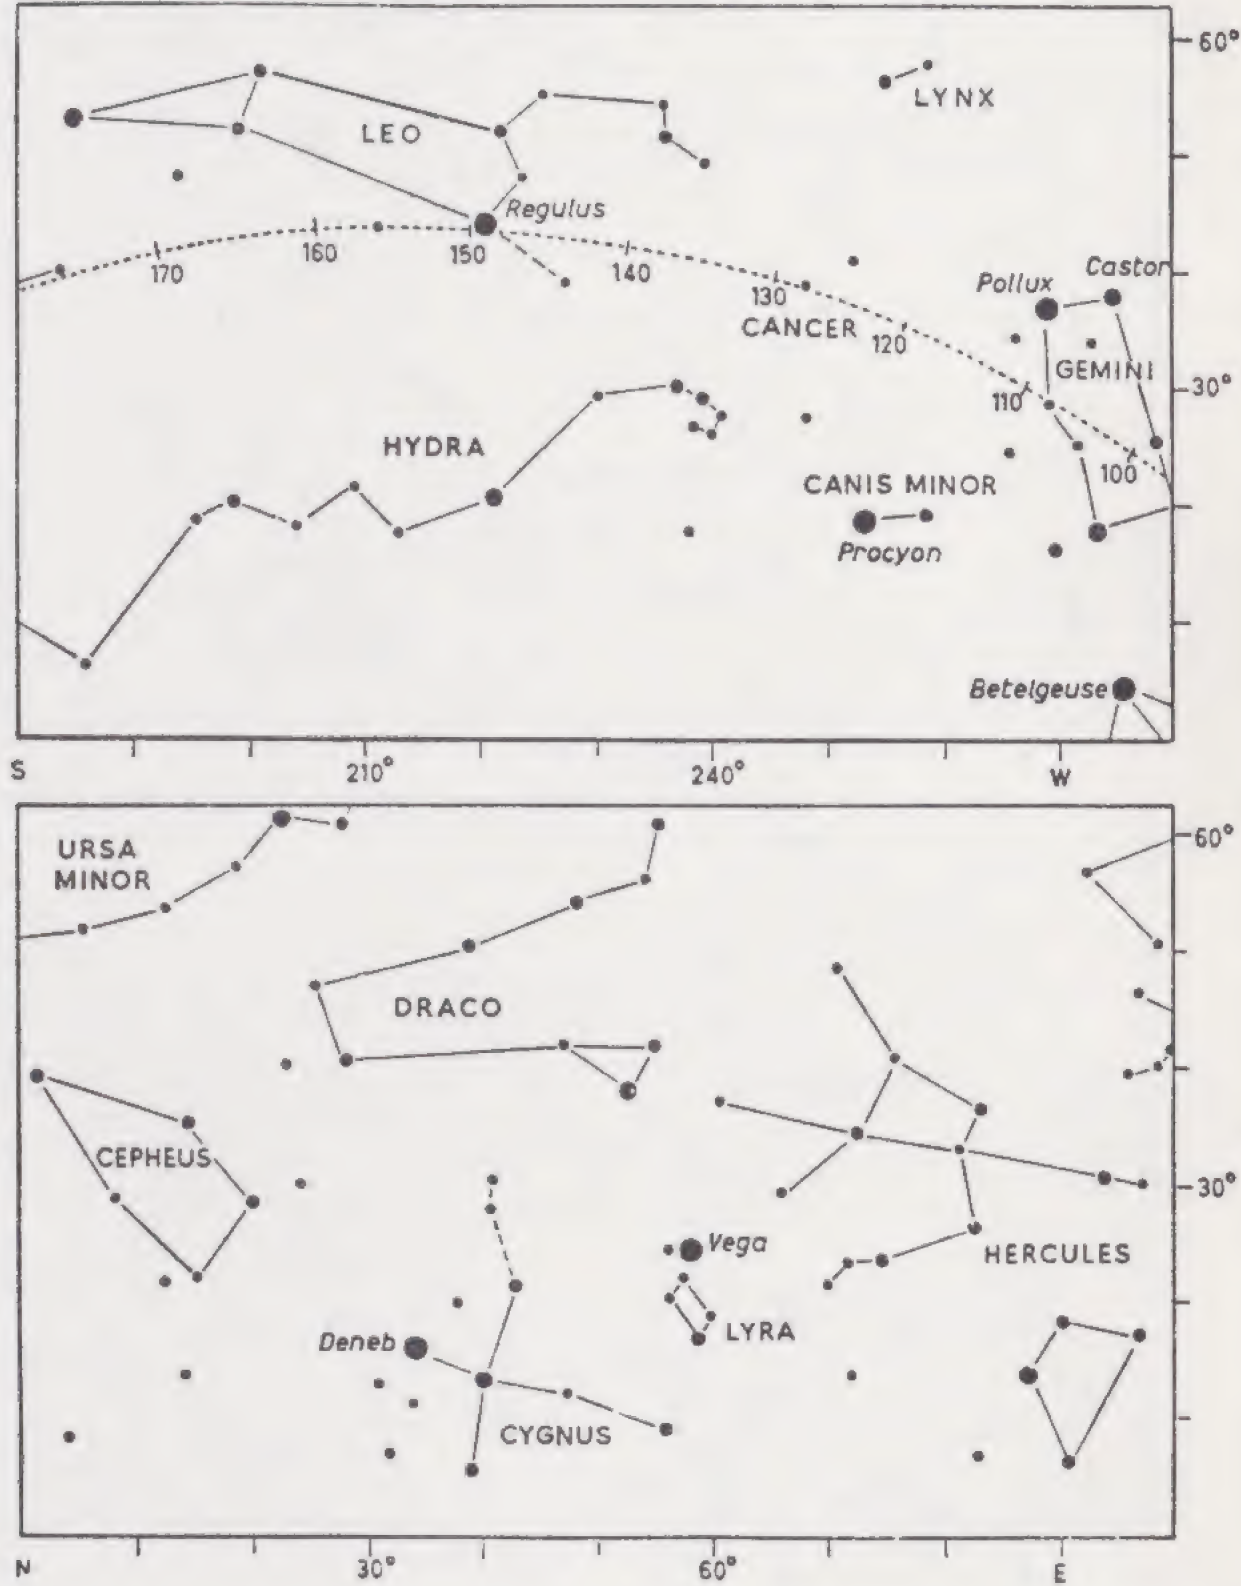 60°
LYNX
LEO
Regulus
170
160
150
140
130
Pollux
Castor
CANCER
120
GEMINI
110
30°
HYDRA
100
CANIS MINOR
Procyon
Betelgeuse
S
210°
240°
W
URSA
MINOR
60°
DRACO
CEPHEUS
30°
Vega
HERCULES
Deneb
LYRA
CYGNUS
N
30°
60°
E